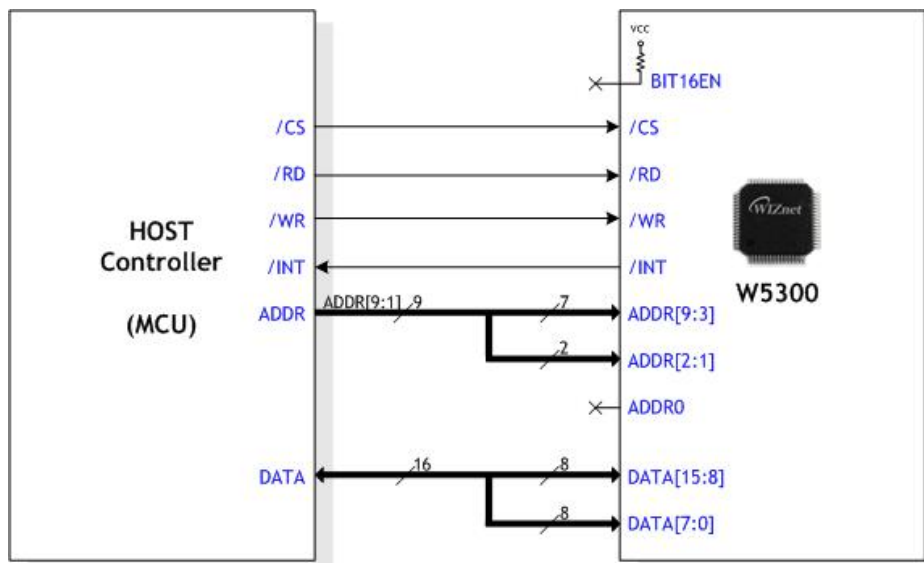 vcc
BIT16EN
/CS
/CS
/RD
/RD
/WR
/WR
/INT
/INT
HOST
Controller
(MCU)
WIZnet
W5300
ADDR
ADDR[9:1]
9
7
ADDR[9:3]
2
ADDR[2:1]
ADDR0
DATA
16
8
DATA[15:8]
8
DATA[7:0]